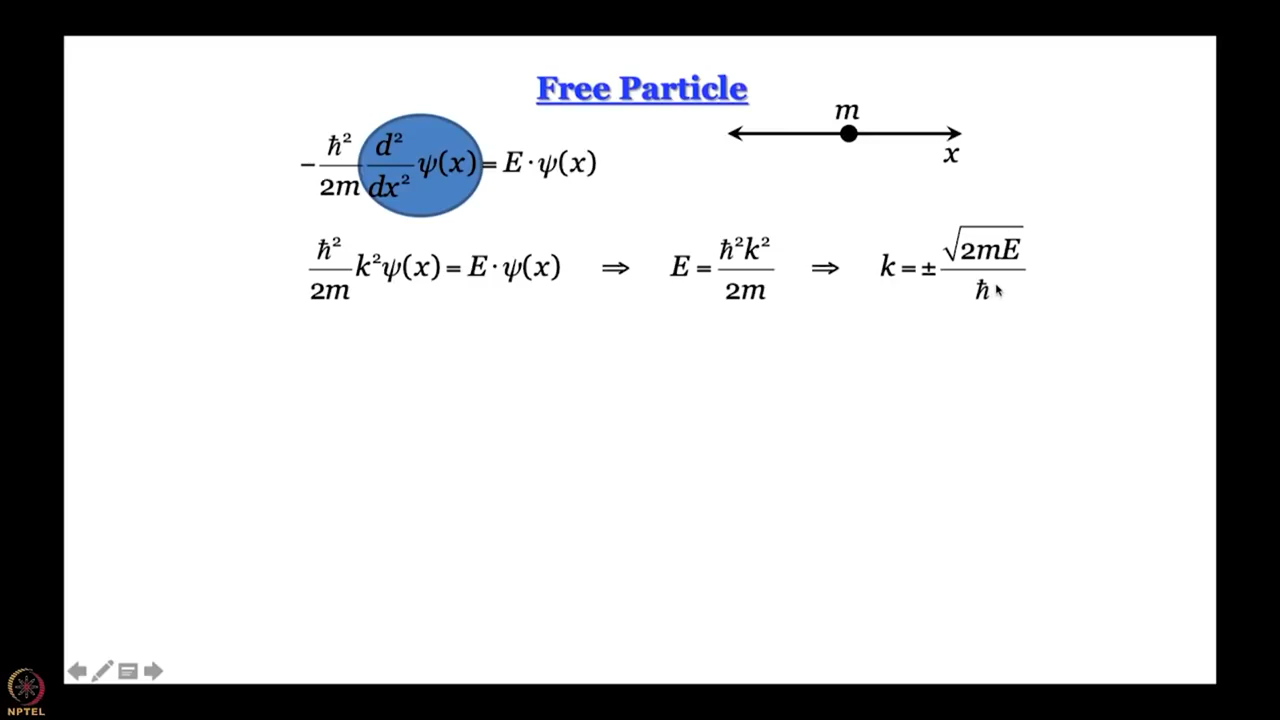 Free Particle
m
x
−ħ²/2m d²/dx² ψ(x) = E · ψ(x)
ħ²/2m k²ψ(x) = E · ψ(x) ⇒ E = ħ²k²/2m ⇒ k = ± √2mE/ħ
NPTEL